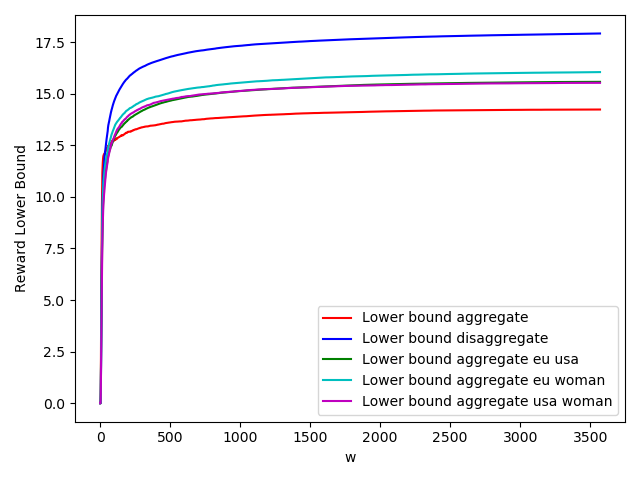 17.5
15.0
12.5
10.0
7.5
5.0
2.5
0.0
Reward Lower Bound
Lower bound aggregate
Lower bound disaggregate
Lower bound aggregate eu usa
Lower bound aggregate eu woman
Lower bound aggregate usa woman
0 500 1000 1500 2000 2500 3000 3500
w